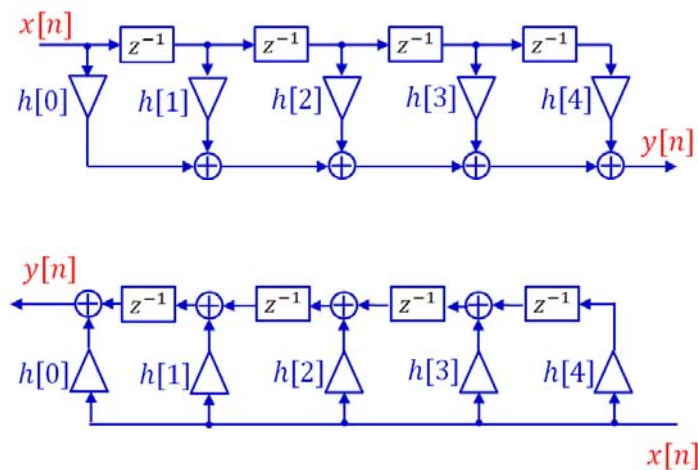 x[n]
z⁻¹ z⁻¹ z⁻¹ z⁻¹
h[0] h[1] h[2] h[3] h[4]
y[n]
y[n]
z⁻¹ z⁻¹ z⁻¹ z⁻¹
h[0] h[1] h[2] h[3] h[4]
x[n]